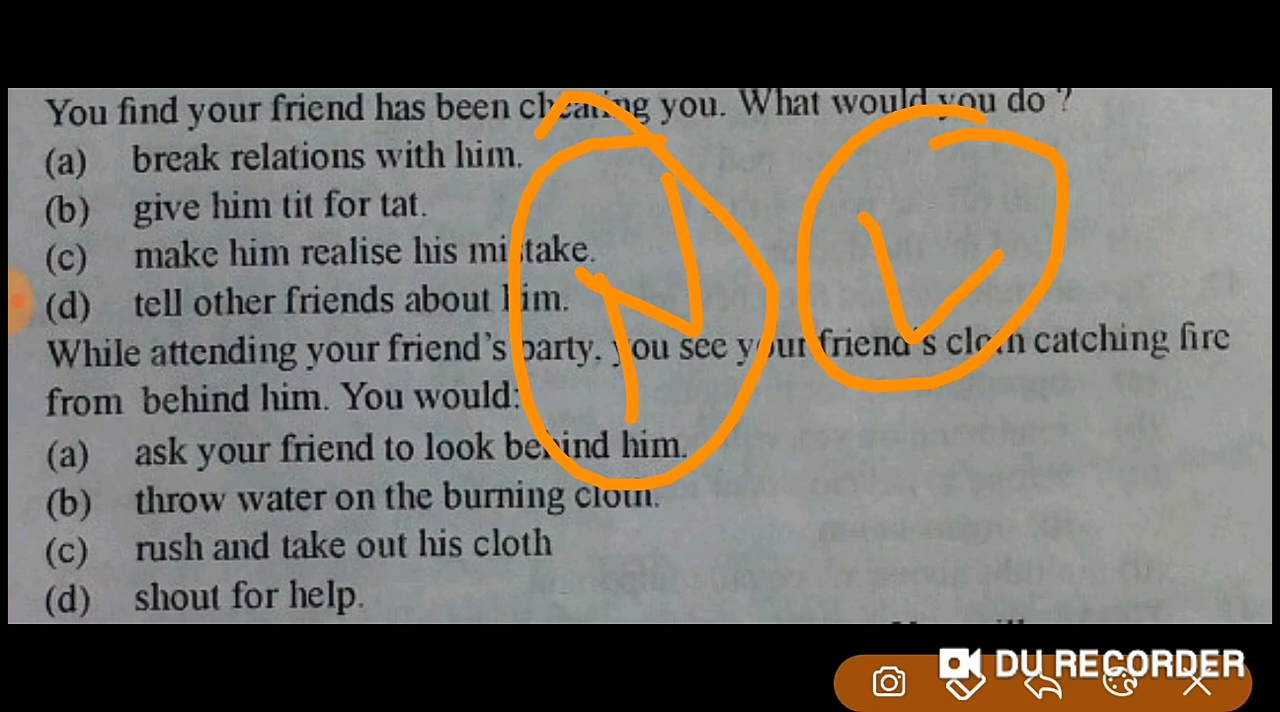 You find your friend has been cheating you. What would you do ?
(a) break relations with him.
(b) give him tit for tat.
(c) make him realise his mistake.
(d) tell other friends about him.
While attending your friend's party, you see your friend's cloth catching fire
from behind him. You would:
(a) ask your friend to look behind him.
(b) throw water on the burning cloth.
(c) rush and take out his cloth
(d) shout for help.
N
DU RECORDER